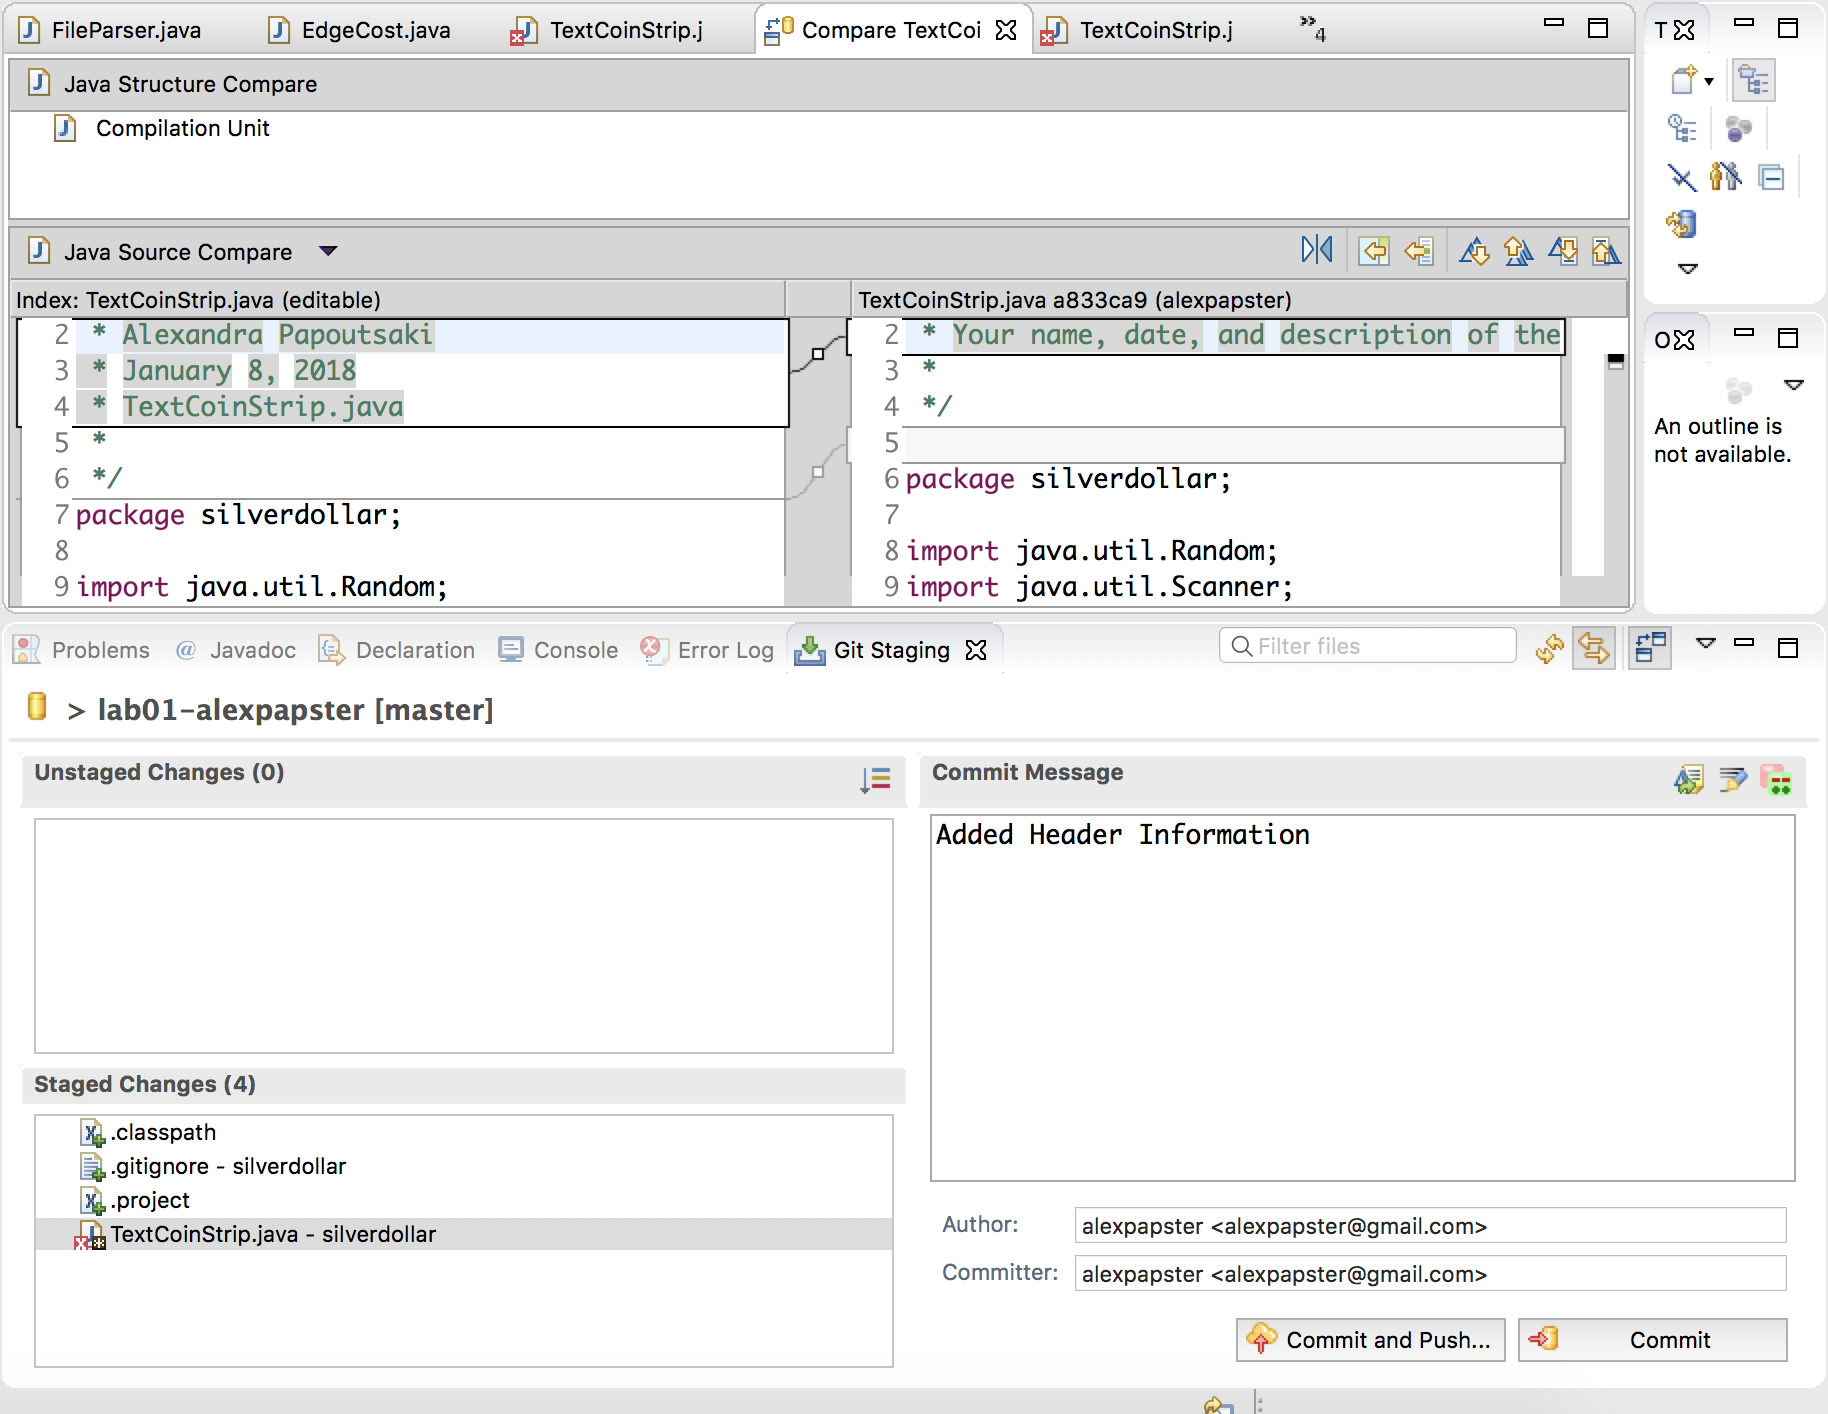 FileParser.java EdgeCost.java TextCoinStrip.j Compare TextCoi TextCoinStrip.j »4 T
Java Structure Compare
Compilation Unit
Java Source Compare
Index: TextCoinStrip.java (editable)
2 * Alexandra Papoutsaki
3 * January 8, 2018
4 * TextCoinStrip.java
5 *
6 */
7 package silverdollar;
8
9 import java.util.Random;
TextCoinStrip.java a833ca9 (alexpapster)
2 * Your name, date, and description of the
3 *
4 */
5
6 package silverdollar;
7
8 import java.util.Random;
9 import java.util.Scanner;
O
An outline is
not available.
Problems @ Javadoc Declaration Console Error Log Git Staging Filter files
> lab01-alexpapster [master]
Unstaged Changes (0)
Staged Changes (4)
.classpath
.gitignore - silverdollar
.project
TextCoinStrip.java - silverdollar
Commit Message
Added Header Information
Author: alexpapster <alexpapster@gmail.com>
Committer: alexpapster <alexpapster@gmail.com>
Commit and Push... Commit